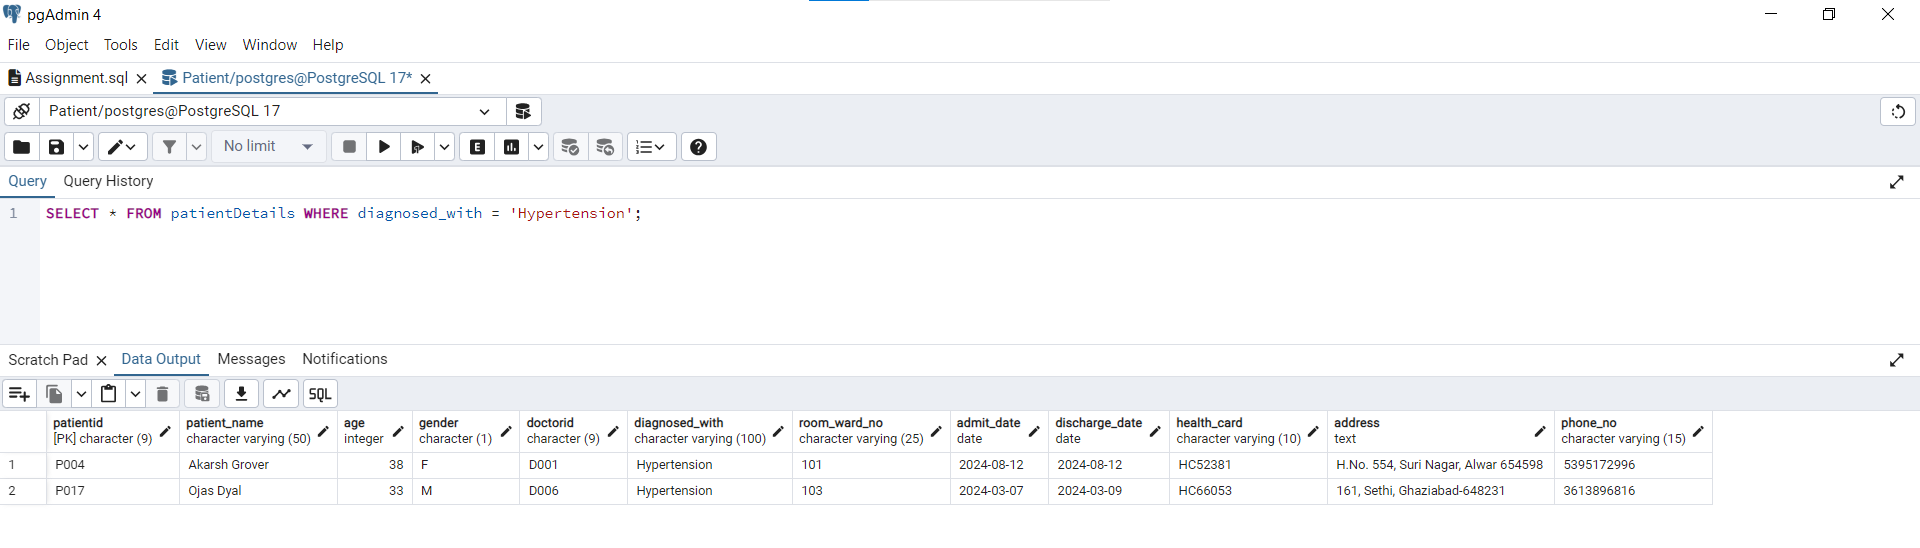 pgAdmin 4
File Object Tools Edit View Window Help
Assignment.sql Patient/postgres@PostgreSQL 17*
Patient/postgres@PostgreSQL 17
No limit E
Query Query History
1 SELECT * FROM patientDetails WHERE diagnosed_with = 'Hypertension';
Scratch Pad Data Output Messages Notifications
SQL
patientid patient_name age gender doctorid diagnosed_with room_ward_no admit_date discharge_date health_card address phone_no
[PK] character (9) character varying (50) integer character (1) character (9) character varying (100) character varying (25) date date character varying (10) text character varying (15)
1 P004 Akarsh Grover 38 F D001 Hypertension 101 2024-08-12 2024-08-12 HC52381 H.No. 554, Suri Nagar, Alwar 654598 5395172996
2 P017 Ojas Dyal 33 M D006 Hypertension 103 2024-03-07 2024-03-09 HC66053 161, Sethi, Ghaziabad-648231 3613896816